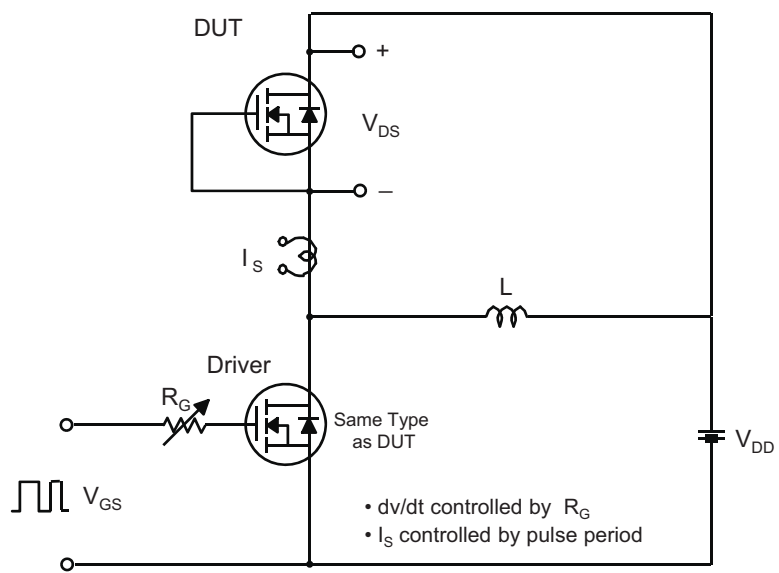 DUT
+
V_DS
–
I_S
L
Driver
R_G
Same Type
as DUT
V_DD
V_GS
• dv/dt controlled by R_G
• I_S controlled by pulse period